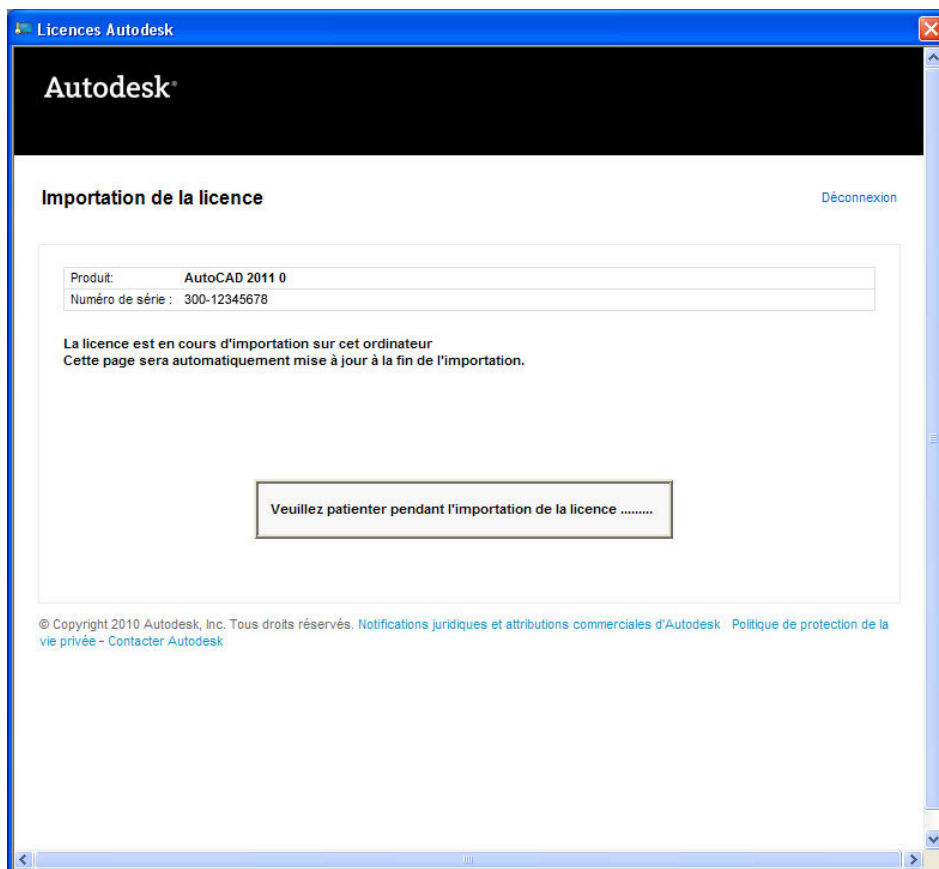 Licences Autodesk
Autodesk®
Importation de la licence
Déconnexion
Produit: AutoCAD 2011 0
Numéro de série : 300-12345678
La licence est en cours d'importation sur cet ordinateur
Cette page sera automatiquement mise à jour à la fin de l'importation.
Veuillez patienter pendant l'importation de la licence .........
© Copyright 2010 Autodesk, Inc. Tous droits réservés. Notifications juridiques et attributions commerciales d'Autodesk Politique de protection de la
vie privée - Contacter Autodesk